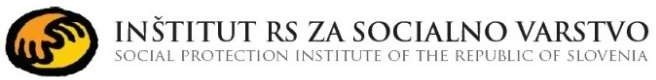 INŠTITUT RS ZA SOCIALNO VARSTVO
SOCIAL PROTECTION INSTITUTE OF THE REPUBLIC OF SLOVENIA